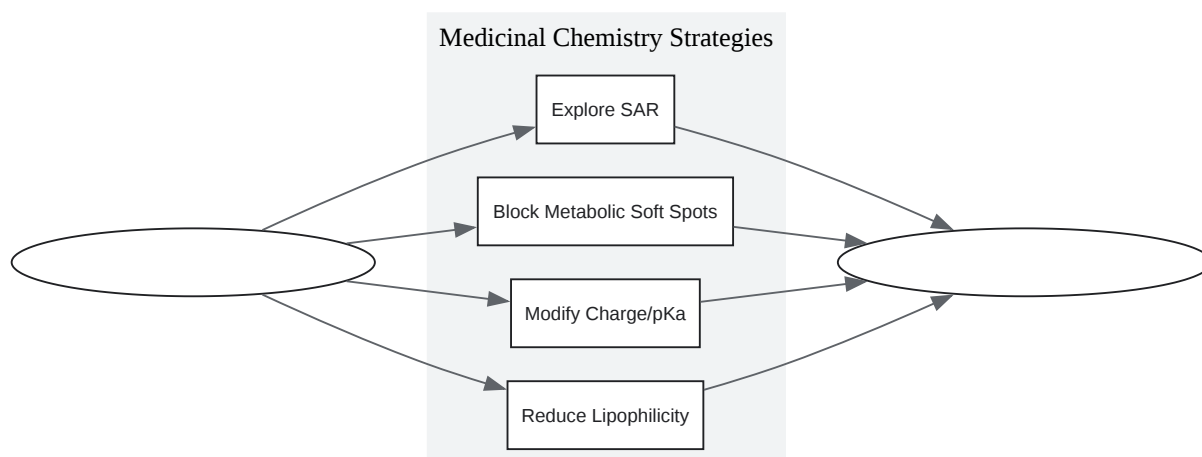 Medicinal Chemistry Strategies
Explore SAR
Block Metabolic Soft Spots
Modify Charge/pKa
Reduce Lipophilicity